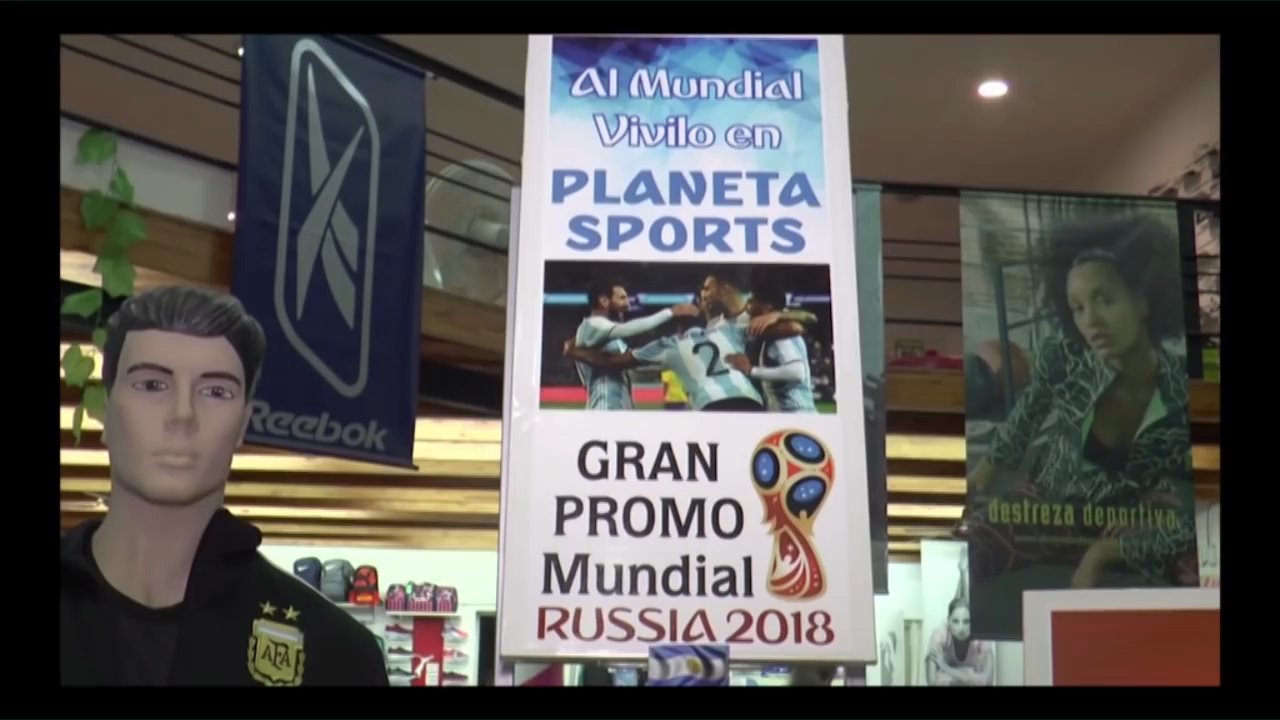 Al Mundial
Vivilo en
PLANETA
SPORTS
2
GRAN
PROMO
Mundial
RUSSIA 2018
Reebok
destreza deportiva
AFA